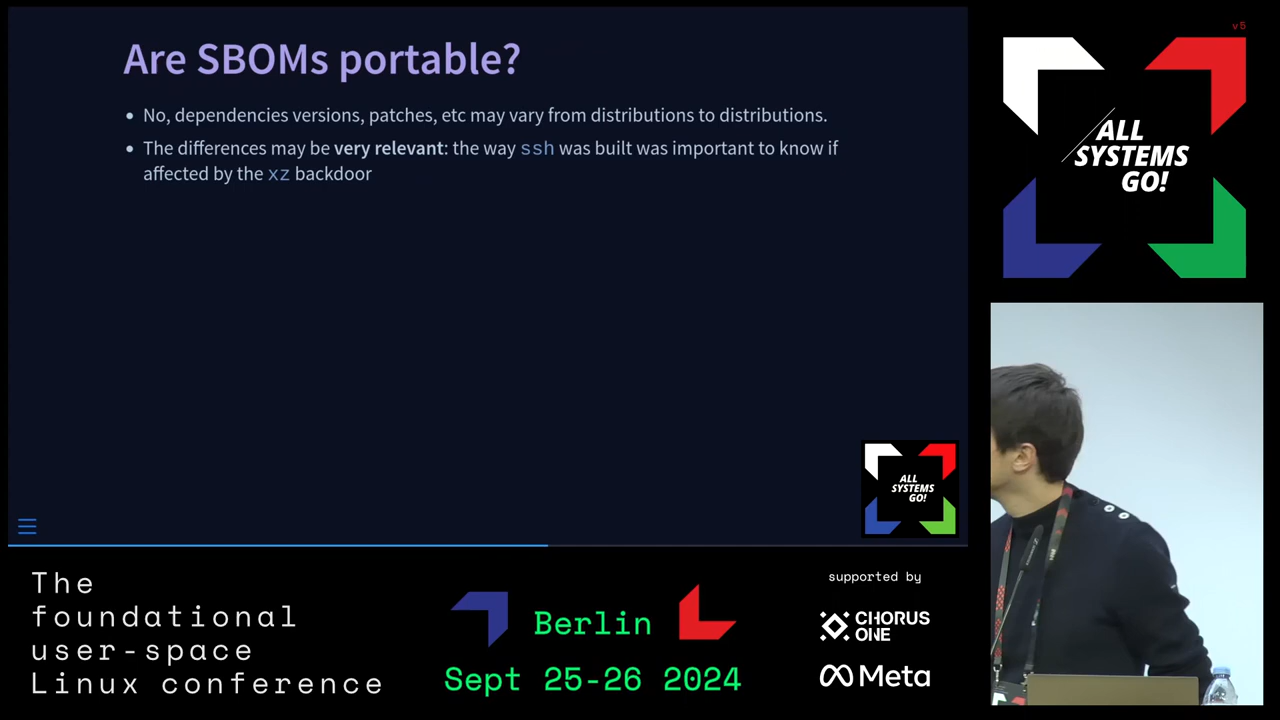 Are SBOMs portable?
• No, dependencies versions, patches, etc may vary from distributions to distributions.
• The differences may be very relevant: the way ssh was built was important to know if
affected by the xz backdoor
ALL
SYSTEMS
GO!
v5
ALL
SYSTEMS
GO!
The
foundational
user-space
Linux conference
Berlin
Sept 25-26 2024
supported by
CHORUS
ONE
Meta